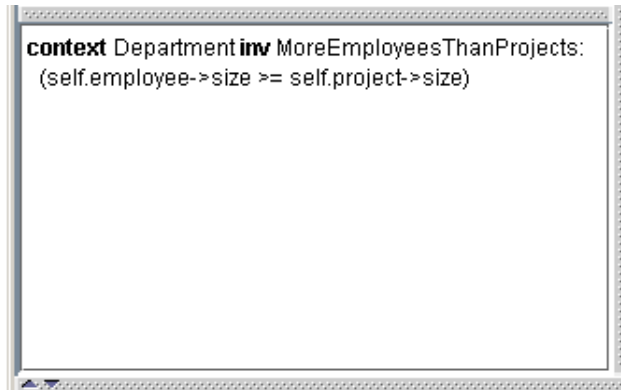 context Department inv MoreEmployeesThanProjects:
(self.employee->size >= self.project->size)